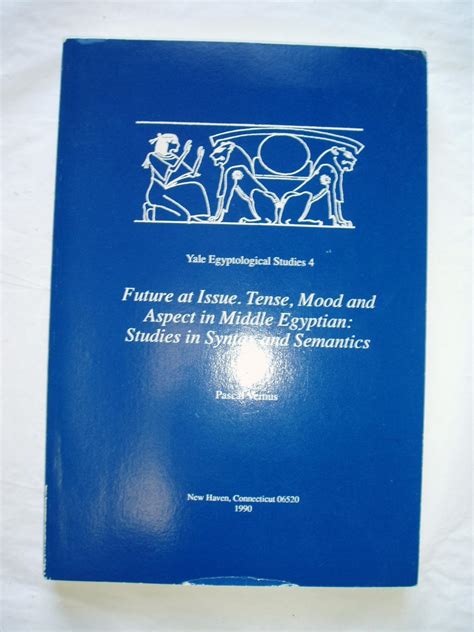 Yale Egyptological Studies 4
Future at Issue. Tense, Mood and
Aspect in Middle Egyptian:
Studies in Syntax and Semantics
Pascal Vernus
New Haven, Connecticut 06520
1990